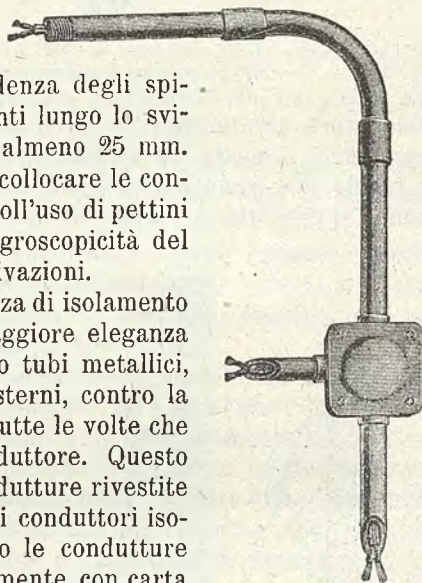 denza degli spi-
nti lungo lo svi-
almeno 25 mm.
collocare le con-
oll'uso di pettini
groscopicità del
vazioni.
za di isolamento
ggiore eleganza
o tubi metallici,
sterni, contro la
utte le volte che
duttore. Questo
dutture rivestite
i conduttori iso-
o le condutture
mente con carta